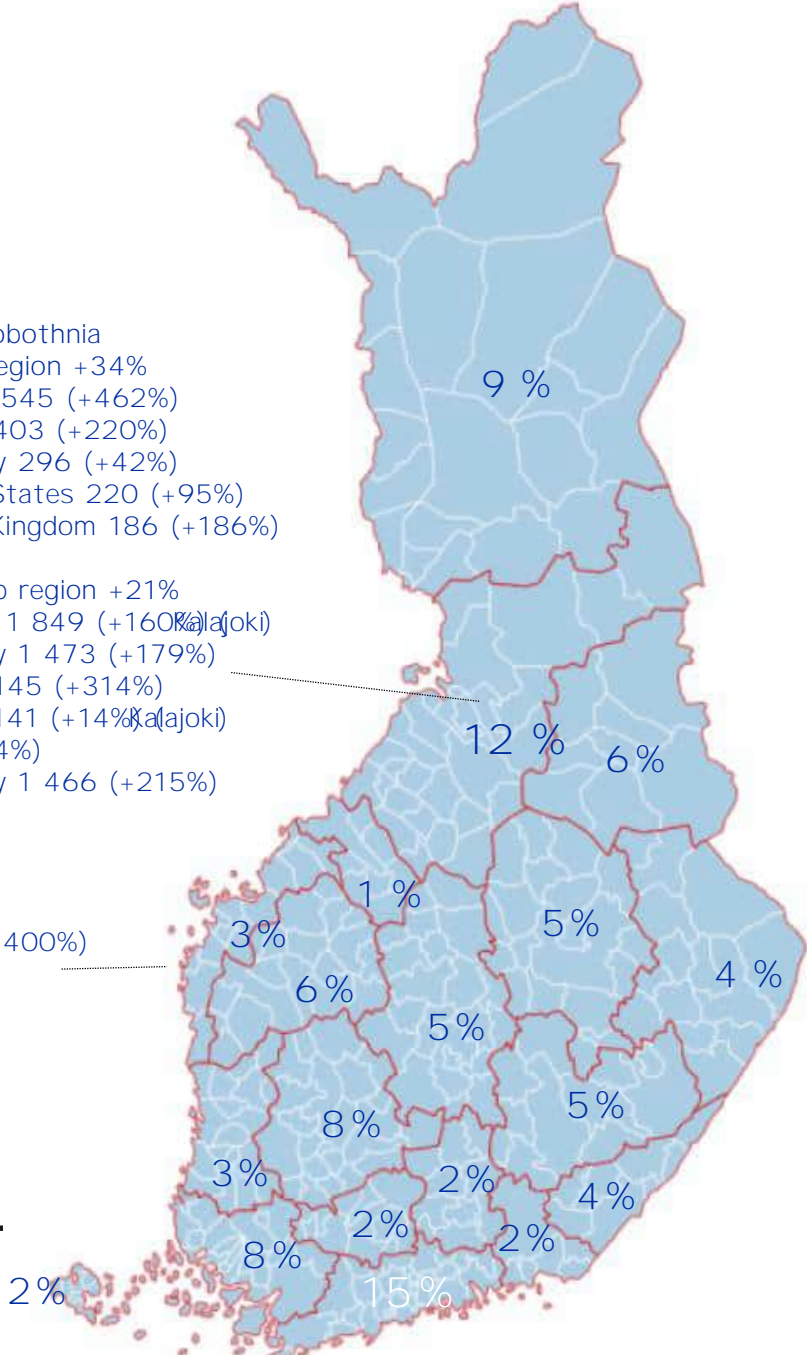 obothnia
egion +34%
545 (+462%)
403 (+220%)
y 296 (+42%)
States 220 (+95%)
Kingdom 186 (+186%)
o region +21%
1 849 (+160%) (Kalajoki)
y 1 473 (+179%)
145 (+314%)
141 (+14%) (Kalajoki)
4%)
y 1 466 (+215%)
400%)
9 %
12 %
6%
1 %
3%
5%
6%
4 %
5%
5%
8%
3%
2%
4%
2%
2%
8%
2%
15%